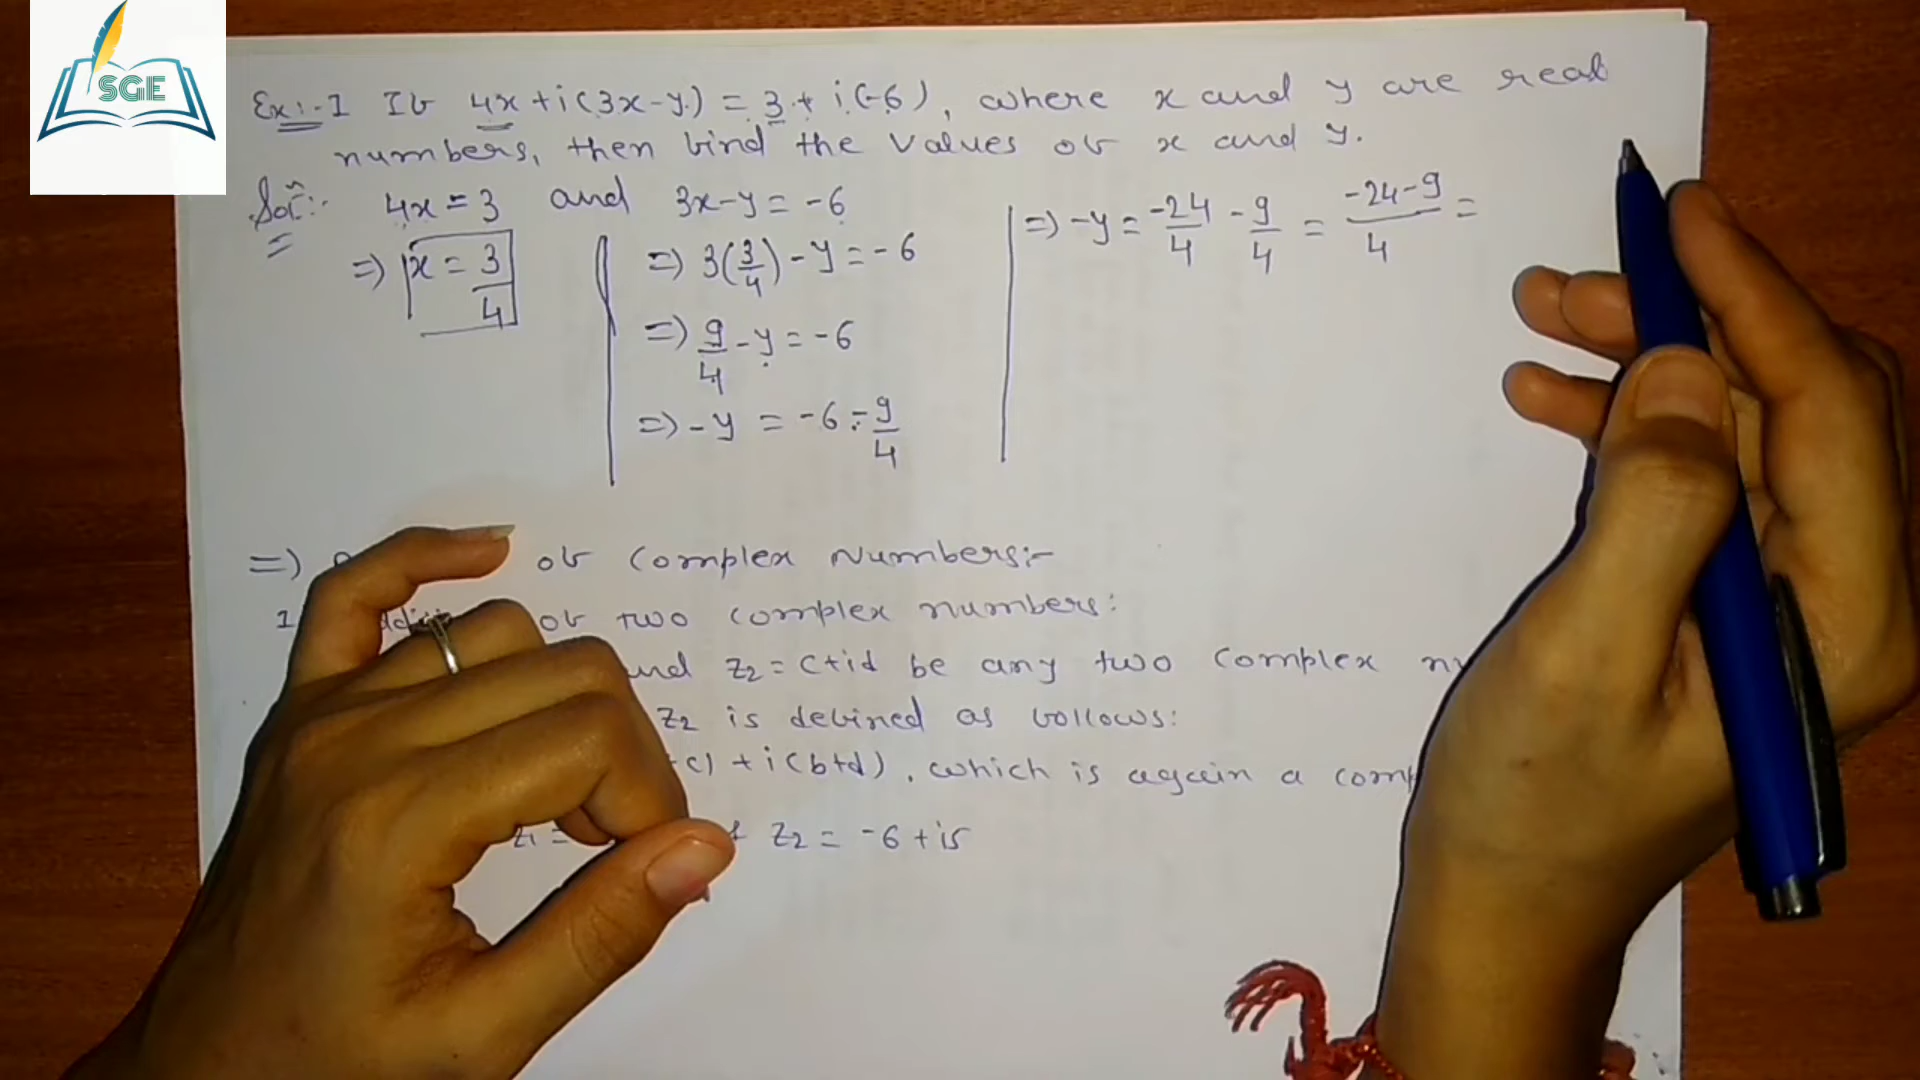 SGE
Ex:-1 If 4x+i(3x-y) = 3+i(-6), where x and y are real
numbers, then find the values of x and y.
Sol:- 4x=3 and 3x-y=-6
=) x = 3/4
=) 3(3/4) - y = -6
=) 9/4 - y = -6
=) -y = -6 - 9/4
=) -y = -24/4 - 9/4 = -24-9/4 =
=) of Complex Numbers:-
1 of two complex numbers:
and z2 = c+id be any two complex
z2 is defined as follows:
c) + i(b+d), which is again a
z1 = z2 = -6+i5